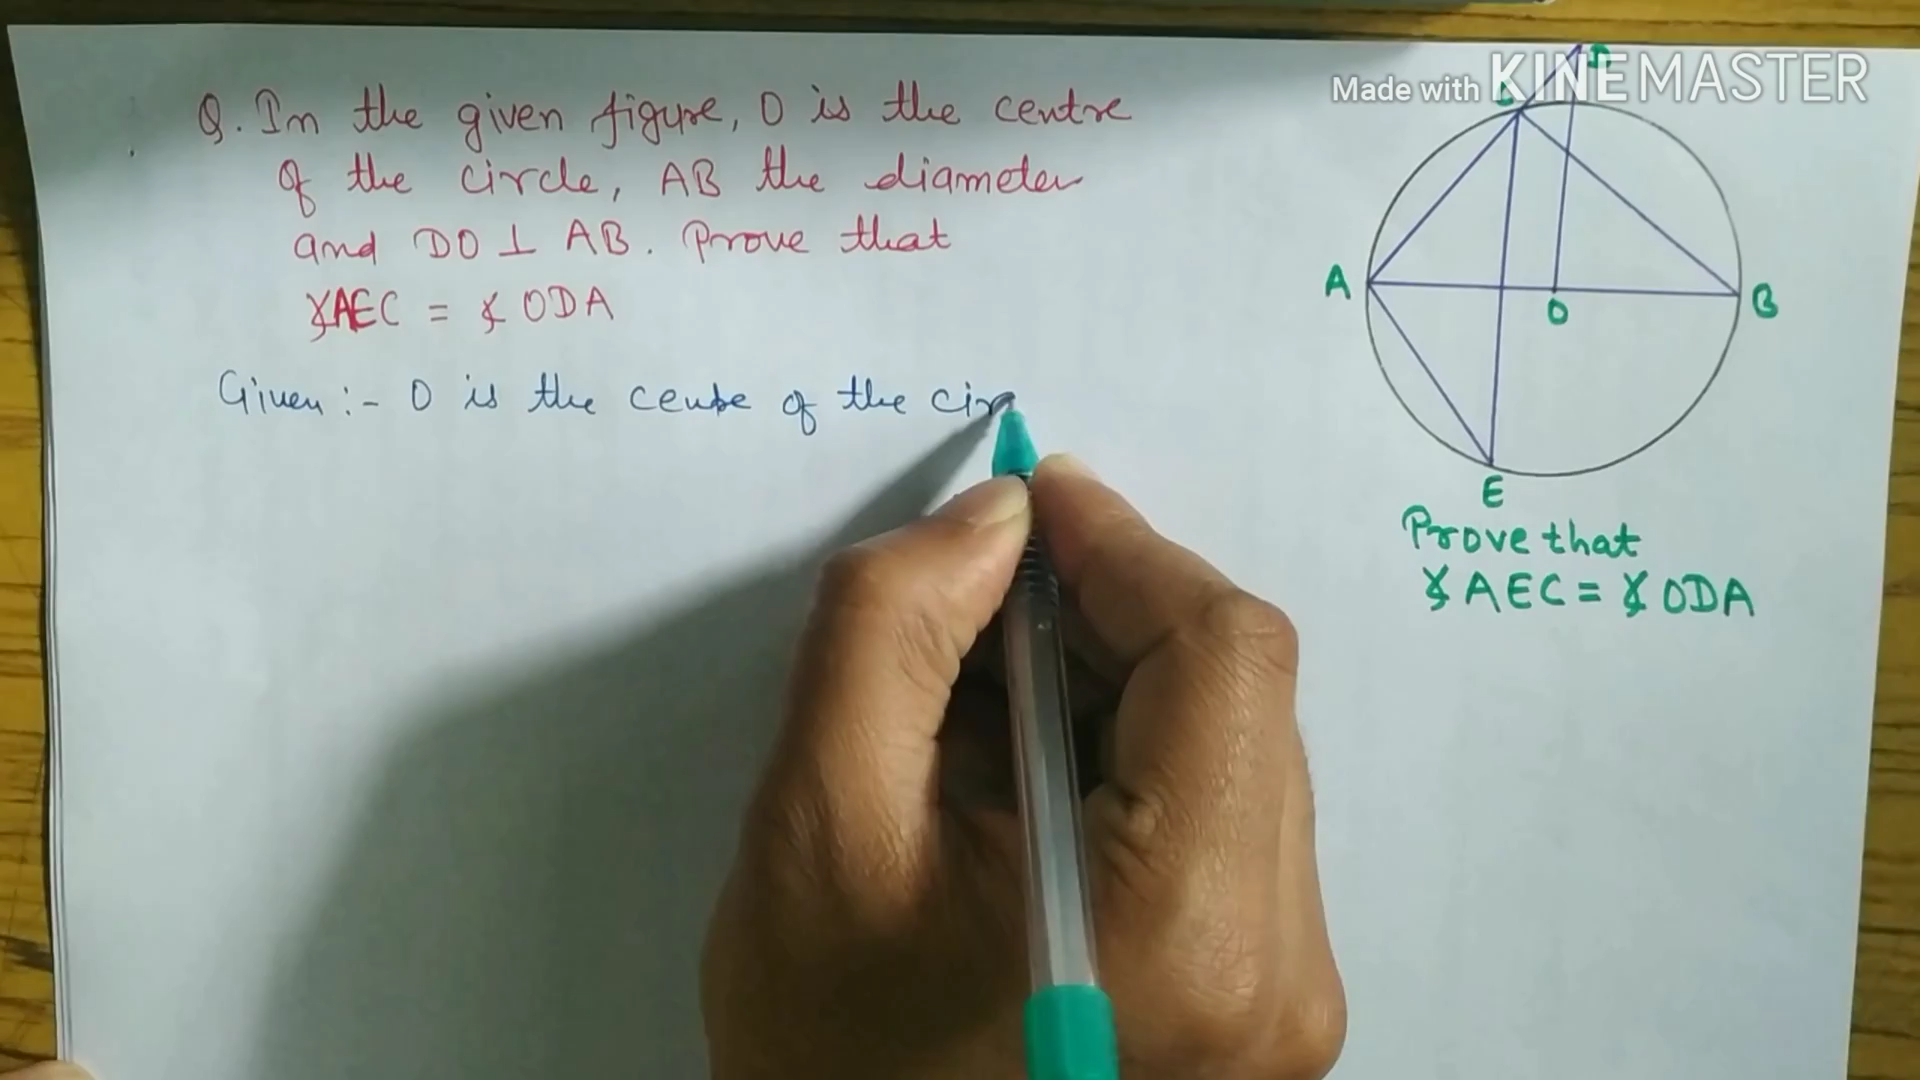 Q. In the given figure, O is the centre
of the circle, AB the diameter
and DO ⊥ AB. Prove that
∠AEC = ∠ODA
Given :- O is the centre of the cir
Made with KINEMASTER
D
C
A
O
B
E
Prove that
∠AEC = ∠ODA